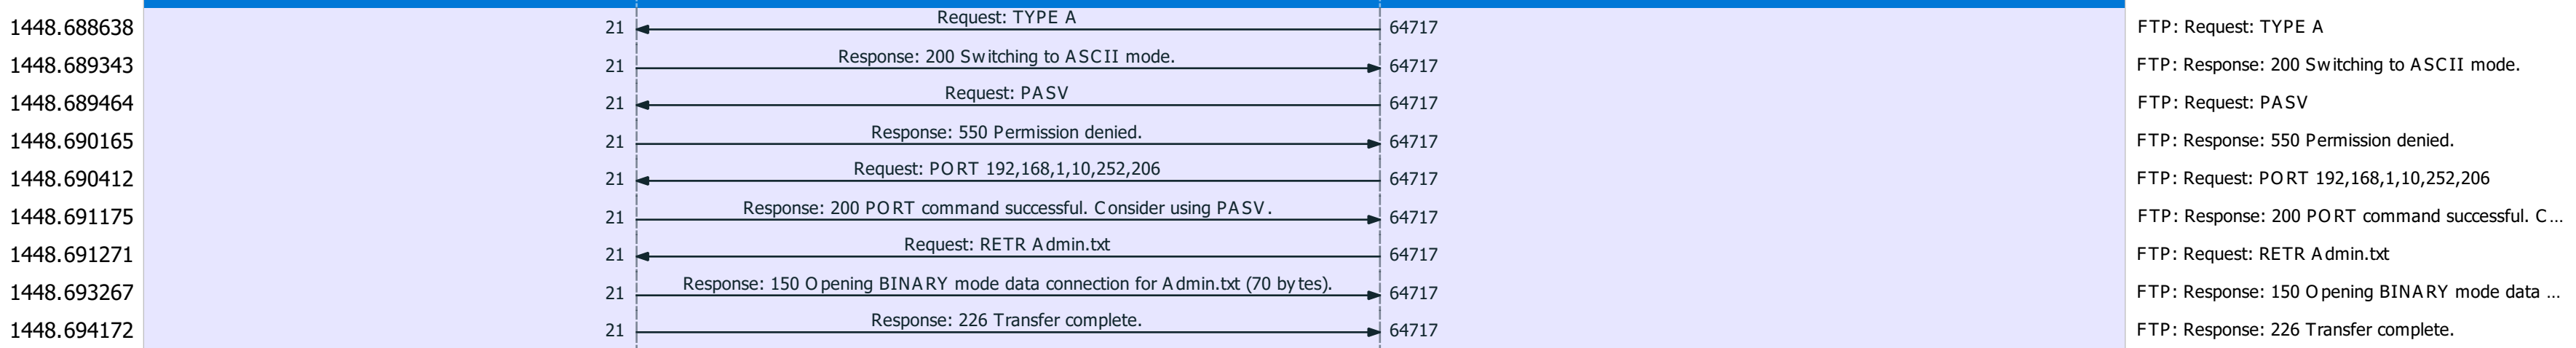 Request: TYPE A
1448.688638 21 64717 FTP: Request: TYPE A
Response: 200 Switching to ASCII mode.
1448.689343 21 64717 FTP: Response: 200 Switching to ASCII mode.
Request: PASV
1448.689464 21 64717 FTP: Request: PASV
Response: 550 Permission denied.
1448.690165 21 64717 FTP: Response: 550 Permission denied.
Request: PORT 192,168,1,10,252,206
1448.690412 21 64717 FTP: Request: PORT 192,168,1,10,252,206
Response: 200 PORT command successful. Consider using PASV.
1448.691175 21 64717 FTP: Response: 200 PORT command successful. C...
Request: RETR Admin.txt
1448.691271 21 64717 FTP: Request: RETR Admin.txt
Response: 150 Opening BINARY mode data connection for Admin.txt (70 bytes).
1448.693267 21 64717 FTP: Response: 150 Opening BINARY mode data ...
Response: 226 Transfer complete.
1448.694172 21 64717 FTP: Response: 226 Transfer complete.